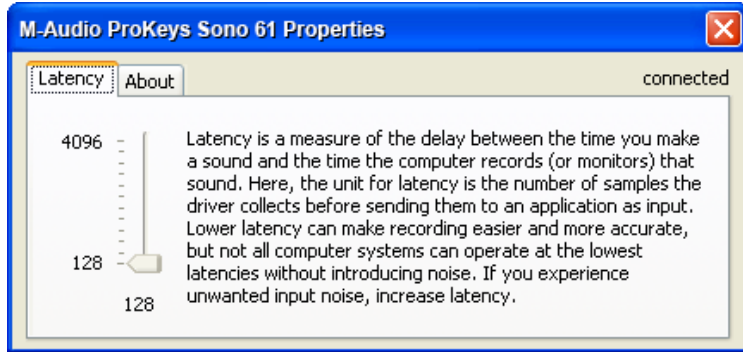 M-Audio ProKeys Sono 61 Properties
Latency About connected
4096
128
128
Latency is a measure of the delay between the time you make
a sound and the time the computer records (or monitors) that
sound. Here, the unit for latency is the number of samples the
driver collects before sending them to an application as input.
Lower latency can make recording easier and more accurate,
but not all computer systems can operate at the lowest
latencies without introducing noise. If you experience
unwanted input noise, increase latency.